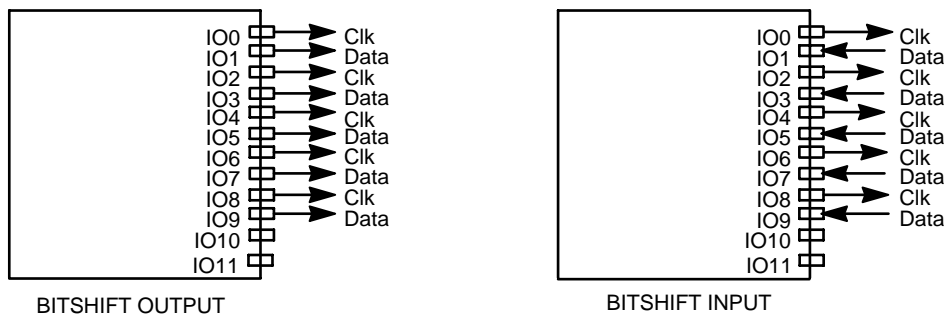 IO0 Clk
IO1 Data
IO2 Clk
IO3 Data
IO4 Clk
IO5 Data
IO6 Clk
IO7 Data
IO8 Clk
IO9 Data
IO10
IO11
BITSHIFT OUTPUT
IO0 Clk
IO1 Data
IO2 Clk
IO3 Data
IO4 Clk
IO5 Data
IO6 Clk
IO7 Data
IO8 Clk
IO9 Data
IO10
IO11
BITSHIFT INPUT